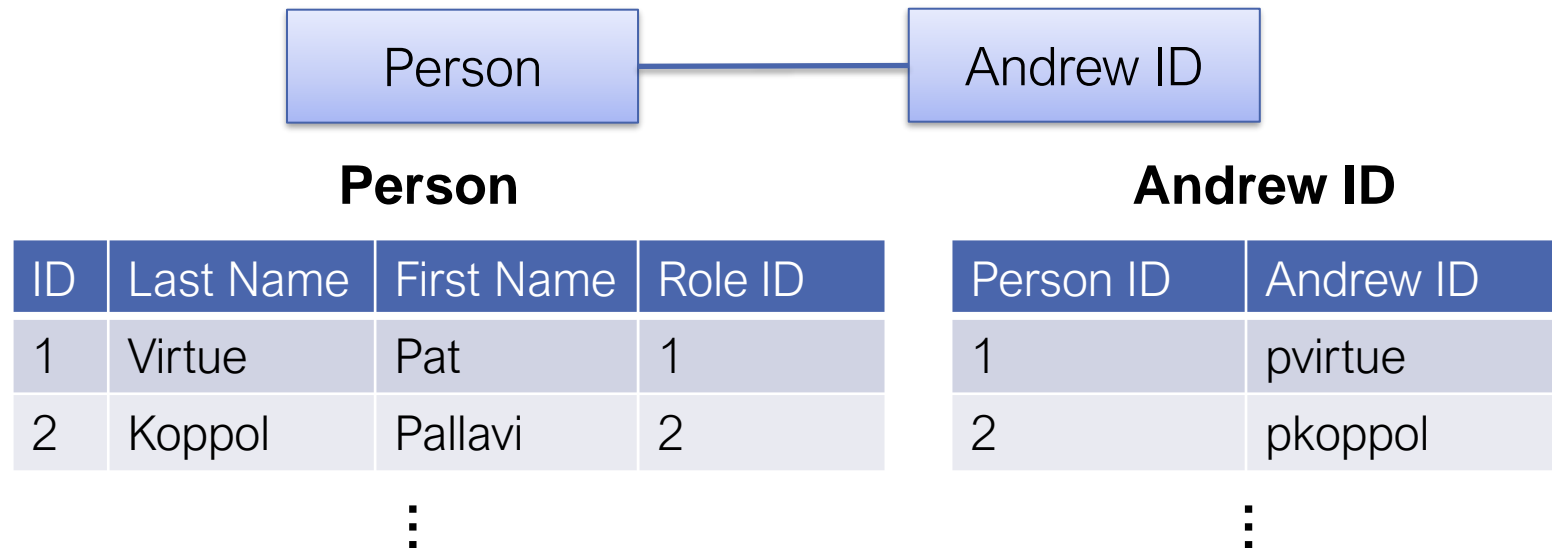 Person Andrew ID
Person Andrew ID
ID Last Name First Name Role ID Person ID Andrew ID
1 Virtue Pat 1 1 pvirtue
2 Koppol Pallavi 2 2 pkoppol
⋮ ⋮